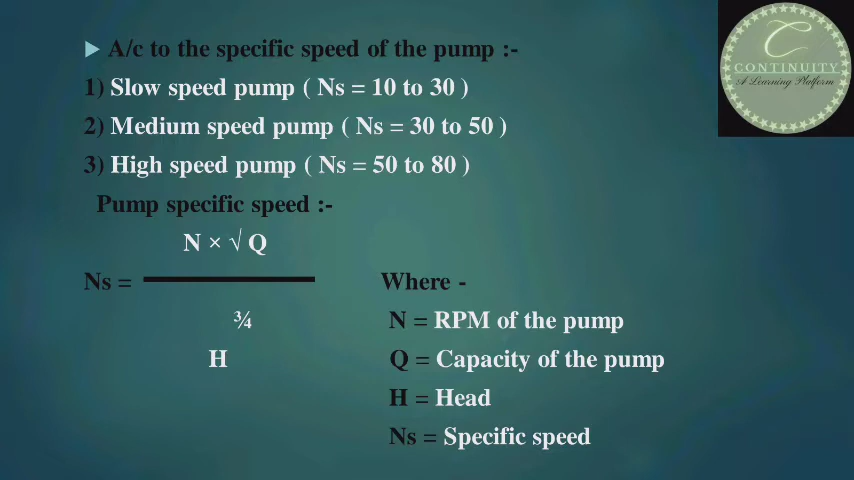 A/c to the specific speed of the pump :-
1) Slow speed pump ( Ns = 10 to 30 )
2) Medium speed pump ( Ns = 30 to 50 )
3) High speed pump ( Ns = 50 to 80 )
Pump specific speed :-
N × √ Q
Ns =
¾
H
Where -
N = RPM of the pump
Q = Capacity of the pump
H = Head
Ns = Specific speed
C
CONTINUITY
A Learning Platform